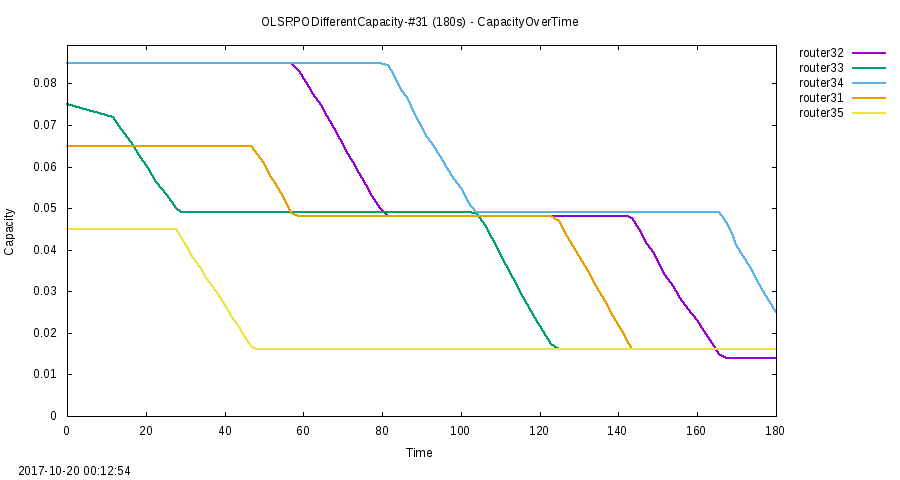 OLSRPODifferentCapacity-#31 (180s) - CapacityOverTime
router32
router33
router34
router31
router35
0.08
0.07
0.06
0.05
0.04
0.03
0.02
0.01
0
Capacity
0 20 40 60 80 100 120 140 160 180
Time
2017-10-20 00:12:54